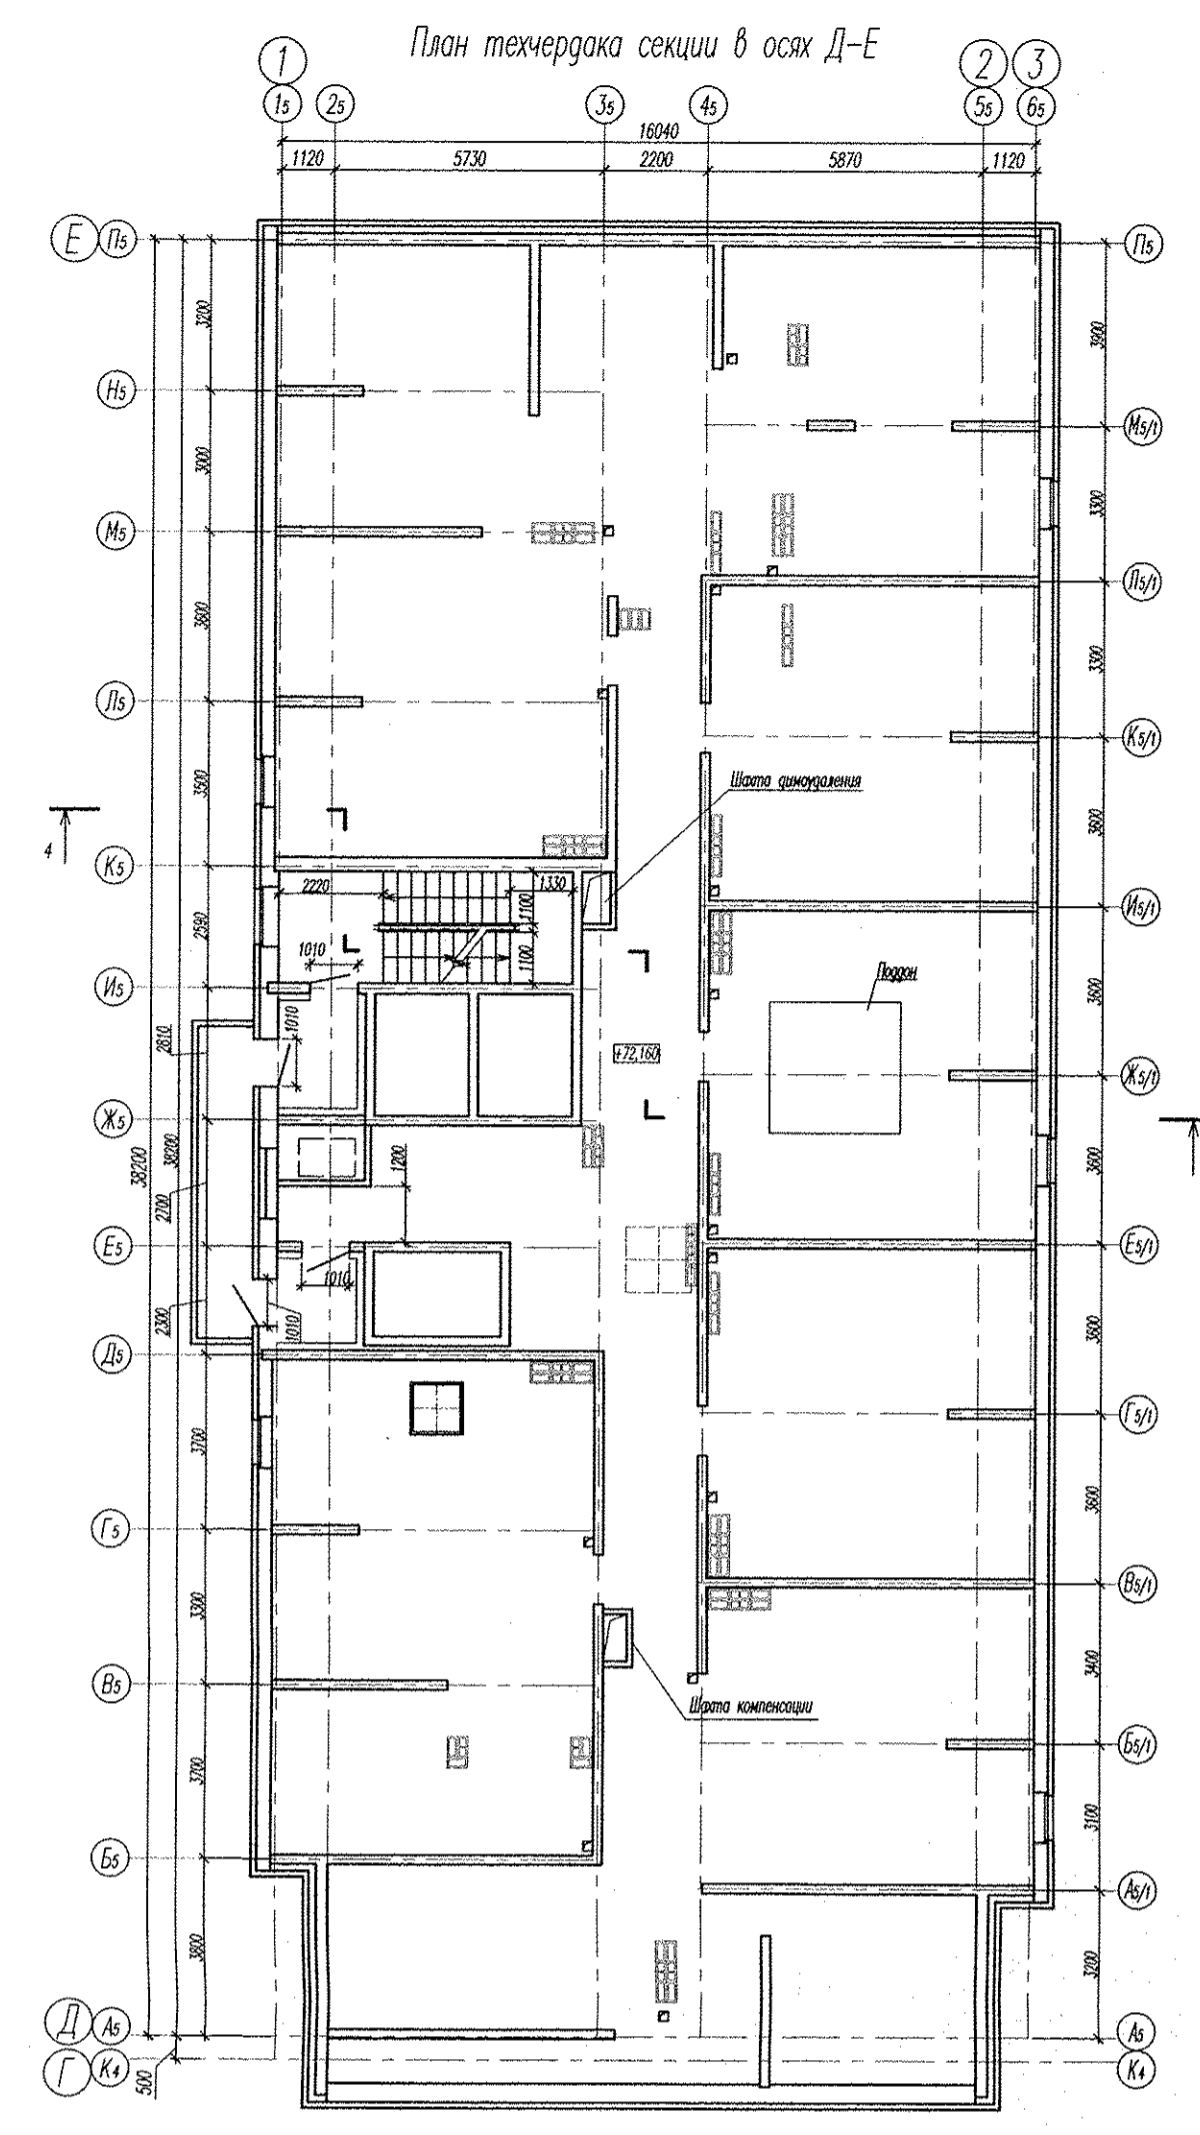 План техчердака секции в осях Д-Е
1 2 3
1₅ 2₅ 3₅ 4₅ 5₅ 6₅
16040
1120 5730 2200 5870 1120
Е П₅ П₅
3200 3900
Н₅
М₅/1
3000
3300
М₅
П₅/1
3800
3300
Л₅
К₅/1
Шахта дымоудаления
3500
3600
4
К₅
2220 1330
1100
И₅/1
2590
1010 1100
Поддон
И₅
3600
1010
2810
+72,160
Ж₅/1
Ж₅
38200 38200
1200
3600
2700
Е₅ Е₅/1
1010
2300 1010
3600
Д₅
Г₅/1
3700
3600
Г₅
В₅/1
3300
3400
В₅
Шахта компенсации
Б₅/1
3700
3100
Б₅
А₅/1
3800
3200
Д А₅ А₅
Г К₄ К₄
500